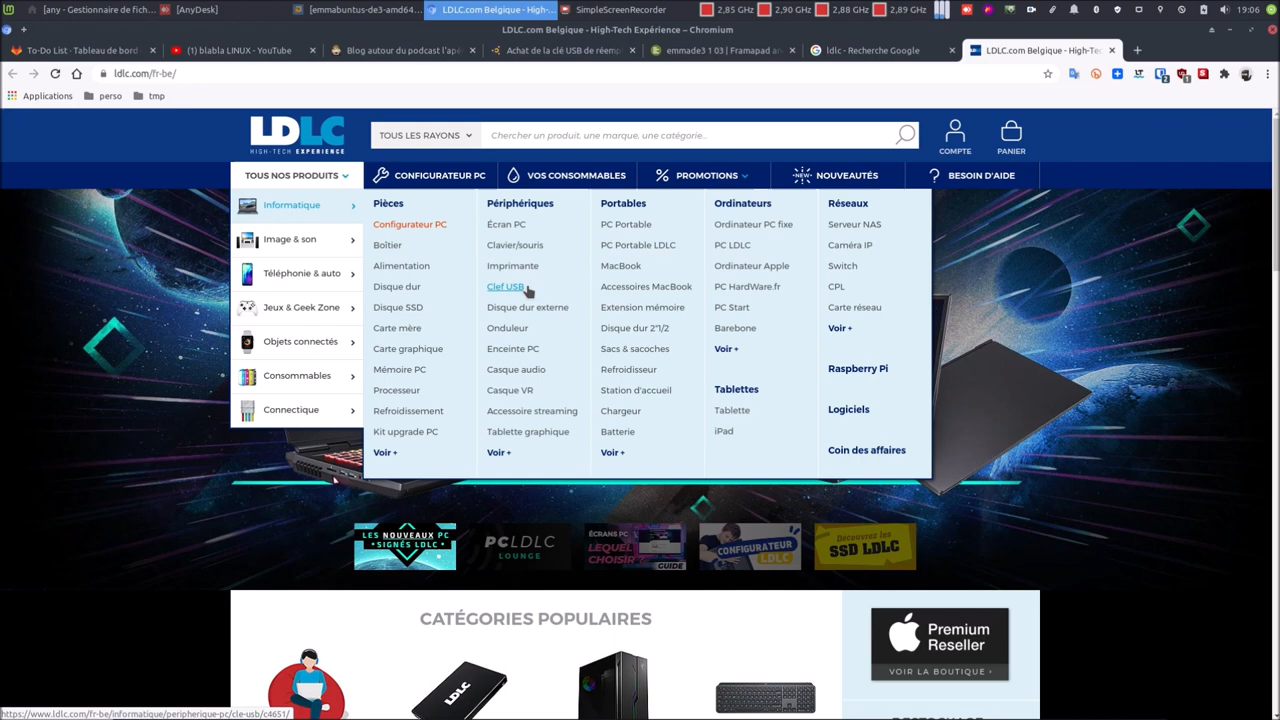 [any - Gestionnaire de fich...
[AnyDesk]
[emmabuntus-de3-amd64...
LDLC.com Belgique - High-...
SimpleScreenRecorder
2,85 GHz
2,90 GHz
2,88 GHz
2,89 GHz
19:06
LDLC.com Belgique - High-Tech Expérience – Chromium
To-Do List · Tableau de bord
(1) blabla LINUX - YouTube
Blog autour du podcast l'apé
Achat de la clé USB de réemp
emmade3 1 03 | Framapad an
ldlc - Recherche Google
LDLC.com Belgique - High-Tec
ldlc.com/fr-be/
Applications
perso
tmp
LDLC
HIGH-TECH EXPERIENCE
TOUS LES RAYONS
Chercher un produit, une marque, une catégorie...
COMPTE
PANIER
TOUS NOS PRODUITS
CONFIGURATEUR PC
VOS CONSOMMABLES
PROMOTIONS
NEW
NOUVEAUTÉS
BESOIN D'AIDE
Informatique
Image & son
Téléphonie & auto
Jeux & Geek Zone
Objets connectés
Consommables
Connectique
Pièces
Configurateur PC
Boîtier
Alimentation
Disque dur
Disque SSD
Carte mère
Carte graphique
Mémoire PC
Processeur
Refroidissement
Kit upgrade PC
Voir +
Périphériques
Écran PC
Clavier/souris
Imprimante
Clef USB
Disque dur externe
Onduleur
Enceinte PC
Casque audio
Casque VR
Accessoire streaming
Tablette graphique
Voir +
Portables
PC Portable
PC Portable LDLC
MacBook
Accessoires MacBook
Extension mémoire
Disque dur 2"1/2
Sacs & sacoches
Refroidisseur
Station d'accueil
Chargeur
Batterie
Voir +
Ordinateurs
Ordinateur PC fixe
PC LDLC
Ordinateur Apple
PC HardWare.fr
PC Start
Barebone
Voir +
Tablettes
Tablette
iPad
Réseaux
Serveur NAS
Caméra IP
Switch
CPL
Carte réseau
Voir +
Raspberry Pi
Logiciels
Coin des affaires
LES NOUVEAUX PC
SIGNÉS LDLC
PCLDLC
LOUNGE
ÉCRANS PC
LEQUEL
CHOISIR ?
GUIDE
CONFIGURATEUR
LDLC
Découvrez les
SSD LDLC
CATÉGORIES POPULAIRES
LDLC
Premium
Reseller
VOIR LA BOUTIQUE ›
https://www.ldlc.com/fr-be/informatique/peripherique-pc/cle-usb/c4651/